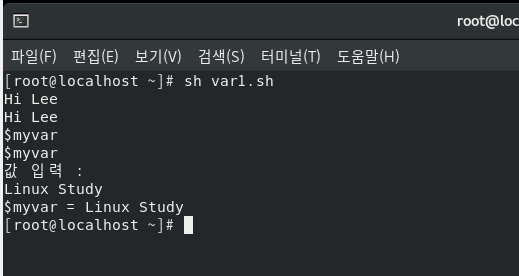 root@loc
파일(F) 편집(E) 보기(V) 검색(S) 터미널(T) 도움말(H)
[root@localhost ~]# sh var1.sh
Hi Lee
Hi Lee
$myvar
$myvar
값 입력 :
Linux Study
$myvar = Linux Study
[root@localhost ~]#